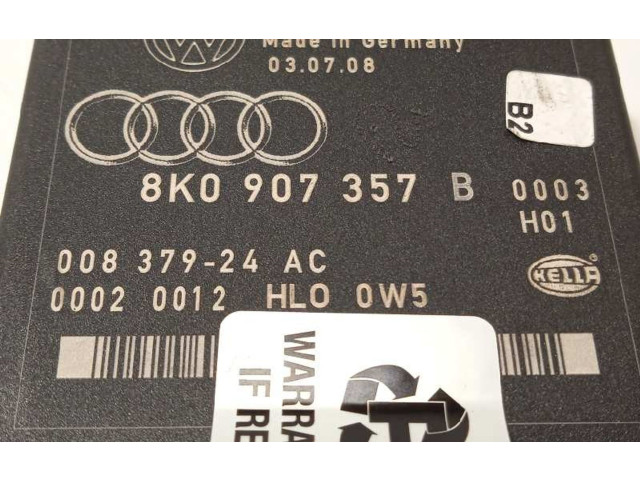 Made in Germany
03.07.08
B2
8K0 907 357 B 0003
H01
008 379-24 AC
HELLA
0002 0012 HLO 0W5
WARRA
IF RE